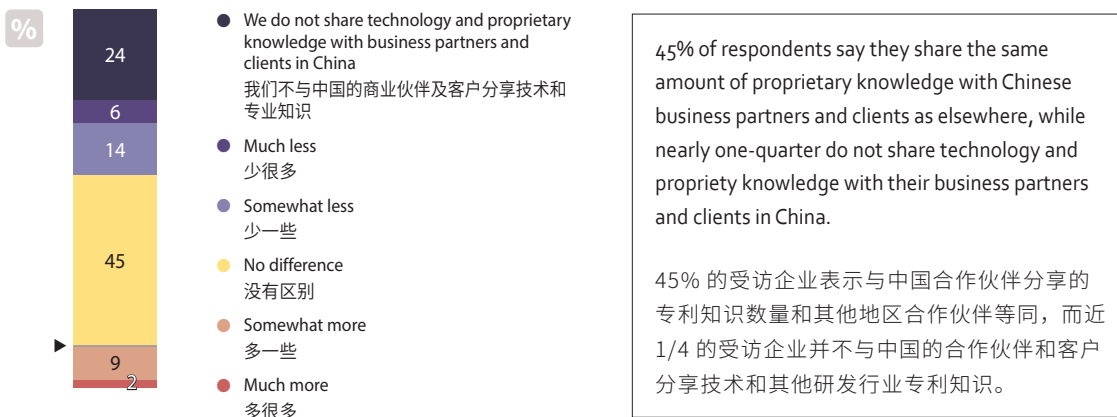 %
24
6
14
45
9
2
We do not share technology and proprietary
knowledge with business partners and
clients in China
我们不与中国的商业伙伴及客户分享技术和
专业知识
Much less
少很多
Somewhat less
少一些
No difference
没有区别
Somewhat more
多一些
Much more
多很多
45% of respondents say they share the same
amount of proprietary knowledge with Chinese
business partners and clients as elsewhere, while
nearly one-quarter do not share technology and
propriety knowledge with their business partners
and clients in China.
45% 的受访企业表示与中国合作伙伴分享的
专利知识数量和其他地区合作伙伴等同，而近
1/4 的受访企业并不与中国的合作伙伴和客户
分享技术和其他研发行业专利知识。